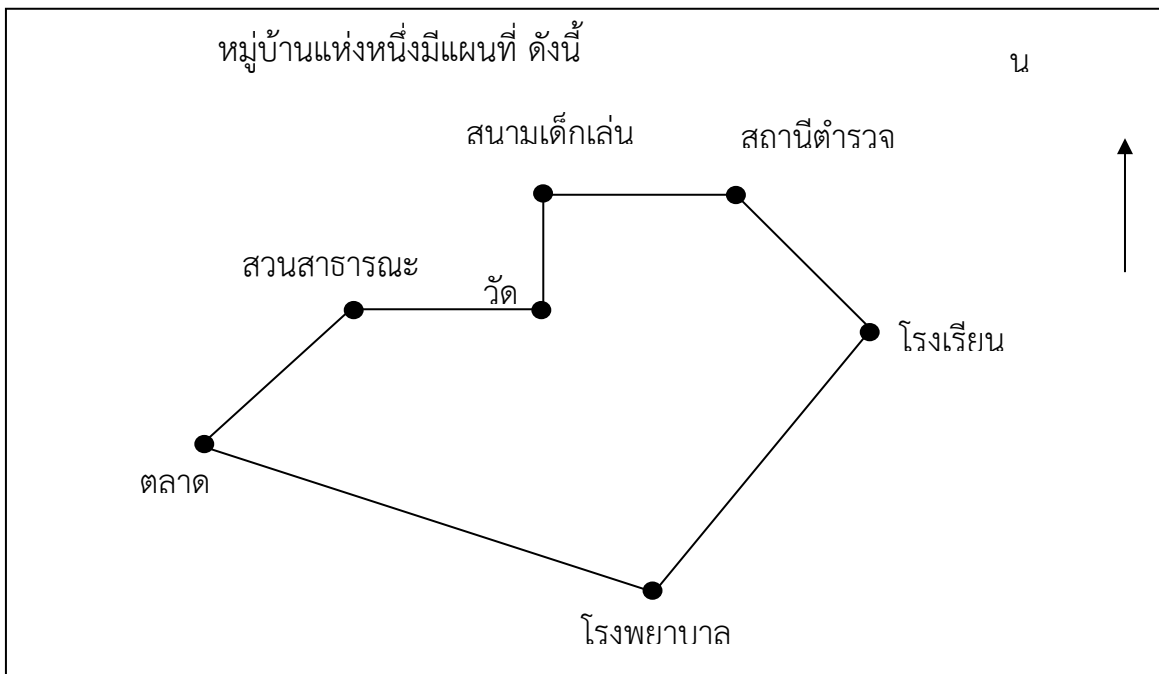 หมู่บ้านแห่งหนึ่งมีแผนที่ ดังนี้
น
สนามเด็กเล่น
สถานีตำรวจ
สวนสาธารณะ
วัด
โรงเรียน
ตลาด
โรงพยาบาล